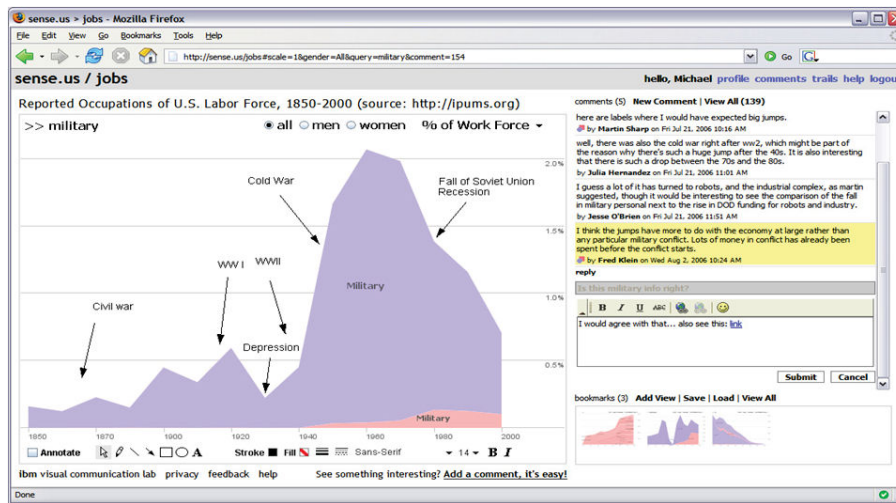 sense.us > jobs - Mozilla Firefox
File Edit View Go Bookmarks Tools Help
http://sense.us/jobs#scale=1&gender=All&query=military&comment=154
Go
sense.us / jobs
hello, Michael profile comments trails help logout
Reported Occupations of U.S. Labor Force, 1850-2000 (source: http://ipums.org)
>> military
all men women % of Work Force
2.0%
1.5%
1.0%
0.5%
Cold War
Fall of Soviet Union
Recession
WW I
WWII
Military
Civil war
Depression
Military
1850 1870 1900 1920 1940 1960 1980 2000
Annotate
A
Stroke Fill Sans-Serif 14 B I
ibm visual communication lab privacy feedback help
See something interesting? Add a comment, it's easy!
comments (5) New Comment | View All (139)
here are labels where I would have expected big jumps.
by Martin Sharp on Fri Jul 21, 2006 10:16 AM
well, there was also the cold war right after ww2, which might be part of
the reason why there's such a huge jump after the 40s. It is also interesting
that there is such a drop between the 70s and the 80s.
by Julia Hernandez on Fri Jul 21, 2006 11:01 AM
I guess a lot of it has turned to robots, and the industrial complex, as martin
suggested, though it would be interesting to see the comparison of the fall
in military personal next to the rise in DOD funding for robots and industry.
by Jesse O'Brien on Fri Jul 21, 2006 11:51 AM
I think the jumps have more to do with the economy at large rather than
any particular military conflict. Lots of money in conflict has already been
spent before the conflict starts.
by Fred Klein on Wed Aug 2, 2006 10:24 AM
reply
Is this military info right?
B I U ABC
I would agree with that... also see this: link
Submit Cancel
bookmarks (3) Add View | Save | Load | View All
Done